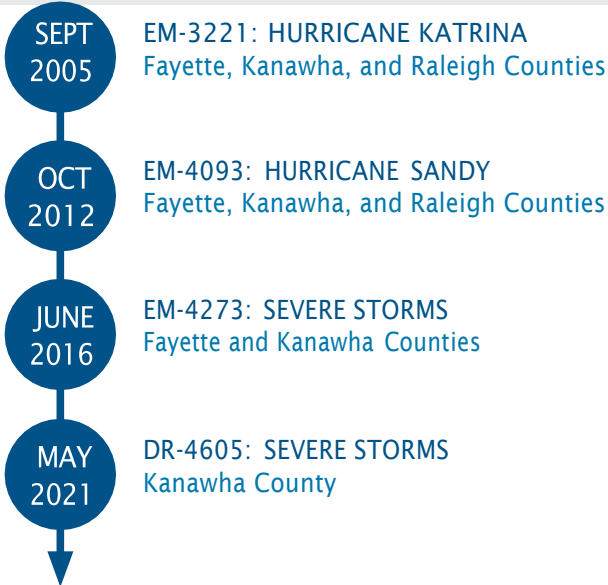 SEPT
2005
EM-3221: HURRICANE KATRINA
Fayette, Kanawha, and Raleigh Counties
OCT
2012
EM-4093: HURRICANE SANDY
Fayette, Kanawha, and Raleigh Counties
JUNE
2016
EM-4273: SEVERE STORMS
Fayette and Kanawha Counties
MAY
2021
DR-4605: SEVERE STORMS
Kanawha County